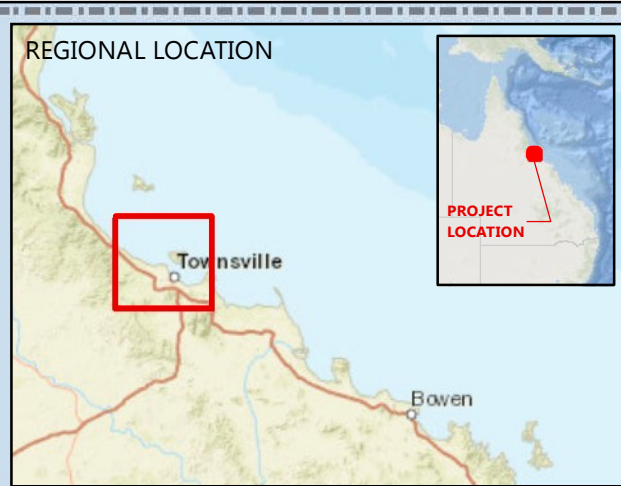 REGIONAL LOCATION
PROJECT
LOCATION
Townsville
Bowen